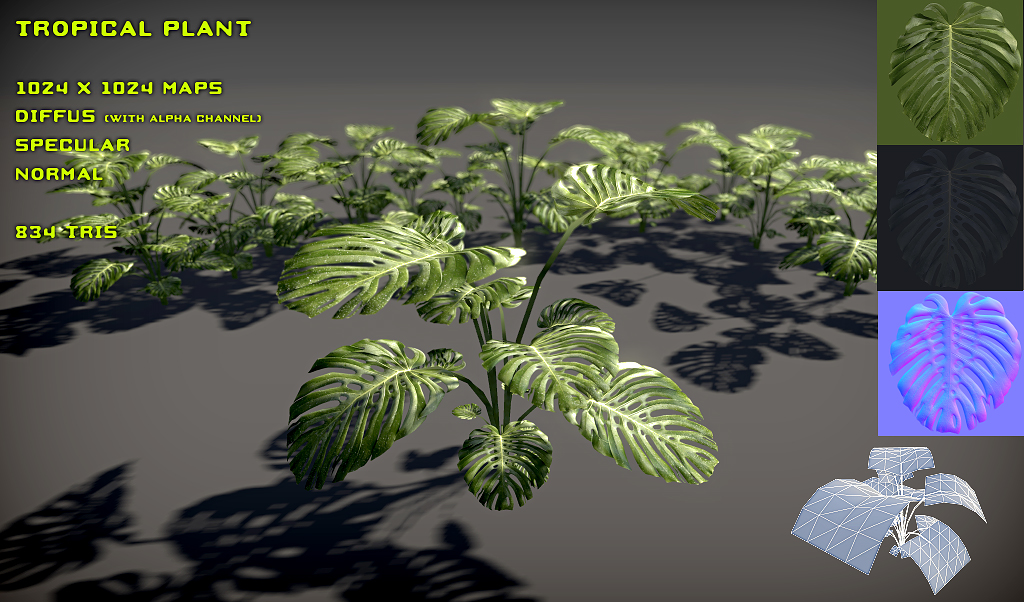 TROPICAL PLANT
1024 X 1024 MAPS
DIFFUS (WITH ALPHA CHANNEL)
SPECULAR
NORMAL
834 TRIS